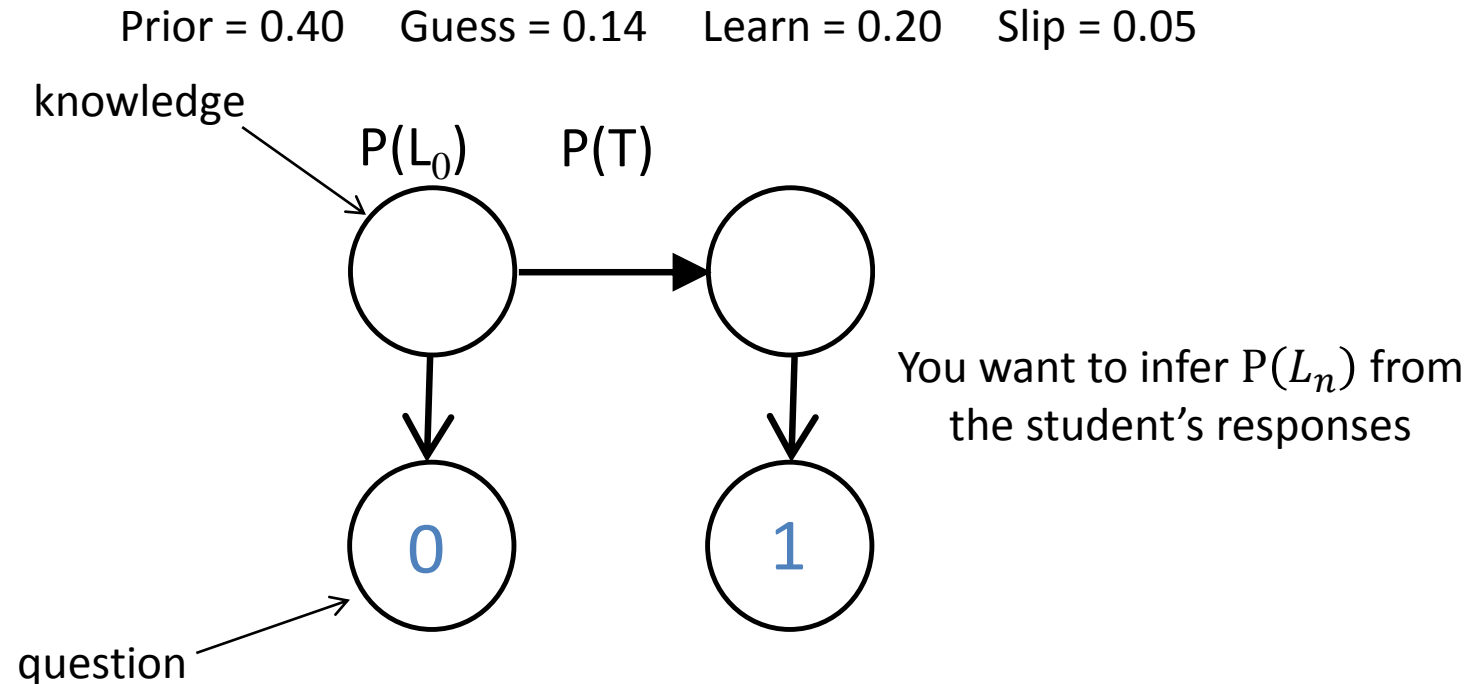 Prior = 0.40 Guess = 0.14 Learn = 0.20 Slip = 0.05
knowledge
P(L₀) P(T)
You want to infer P(Lₙ) from
the student's responses
0 1
question